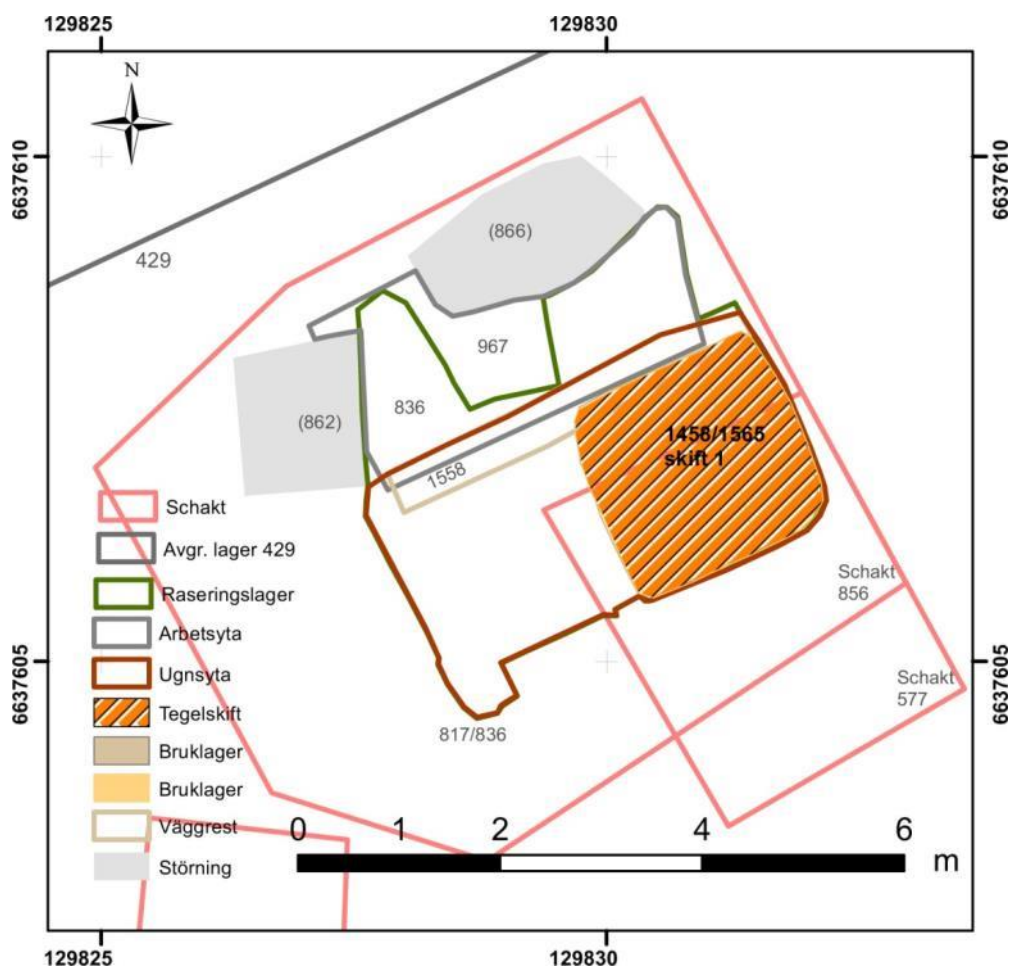 129825
129830
N
6637610
6637610
429
(866)
967
836
(862)
1458/1565
skift 1
1558
Schakt
Avgr. lager 429
Raseringslager
Arbetsyta
Ugnsyta
Tegelskift
Bruklager
Bruklager
Väggrest
Störning
Schakt
856
6637605
6637605
Schakt
577
817/836
0
1
2
4
6
m
129825
129830